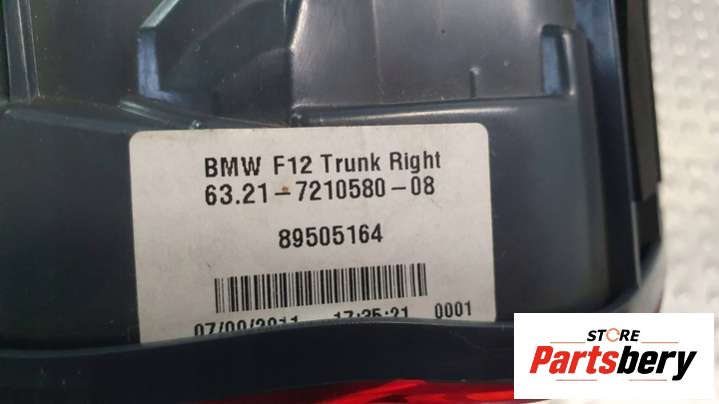 BMW F12 Trunk Right
63.21-7210580-08
89505164
17:35:21 0001
STORE
Partsbery